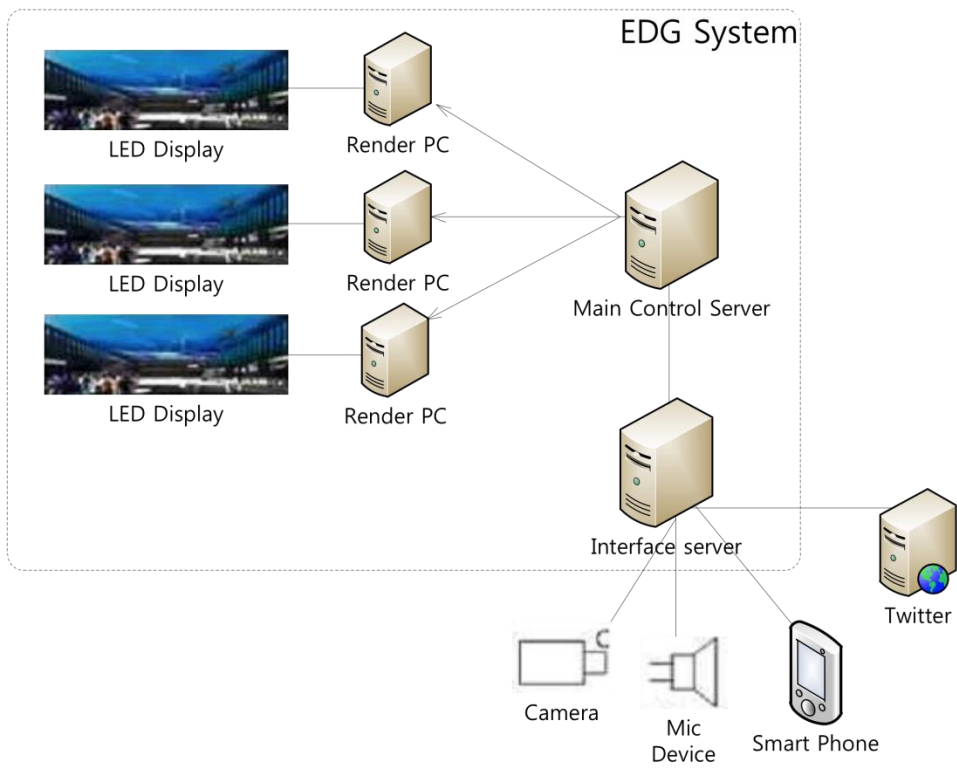 EDG System
LED Display
Render PC
LED Display
Render PC
Main Control Server
LED Display
Render PC
Interface server
Twitter
Camera
Mic
Device
Smart Phone